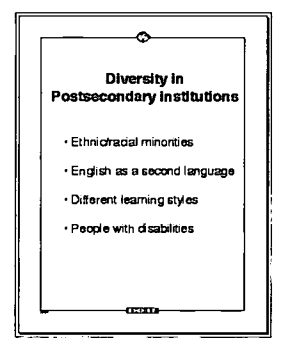 Diversity in
Postsecondary Institutions
· Ethnic/racial minorities
· English as a second language
· Different learning styles
· People with disabilities